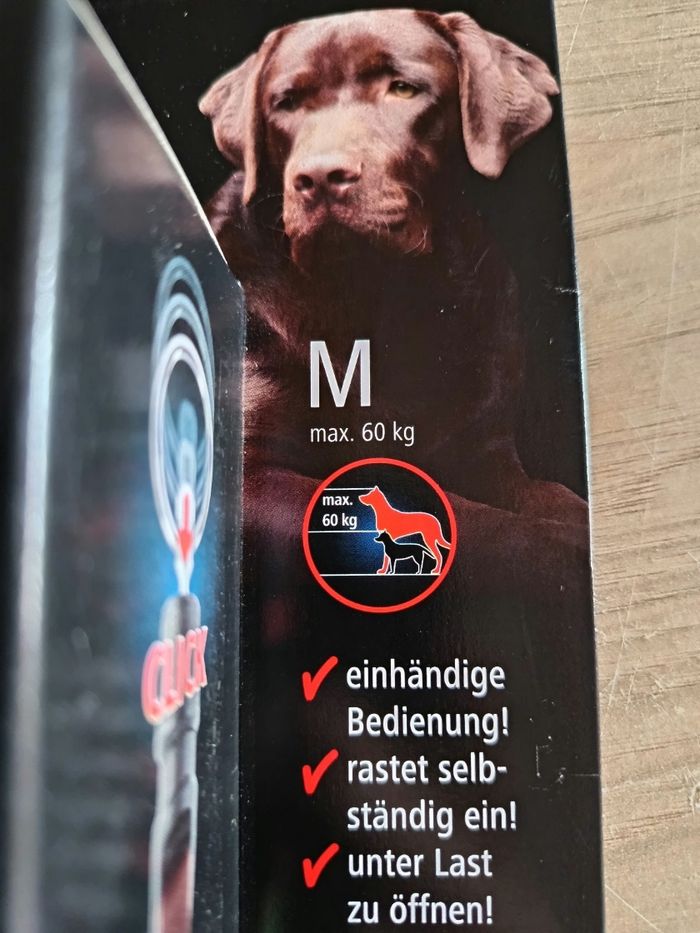 M
max. 60 kg
max.
60 kg
CLICK
einhändige
Bedienung!
rastet selb-
ständig ein!
unter Last
zu öffnen!